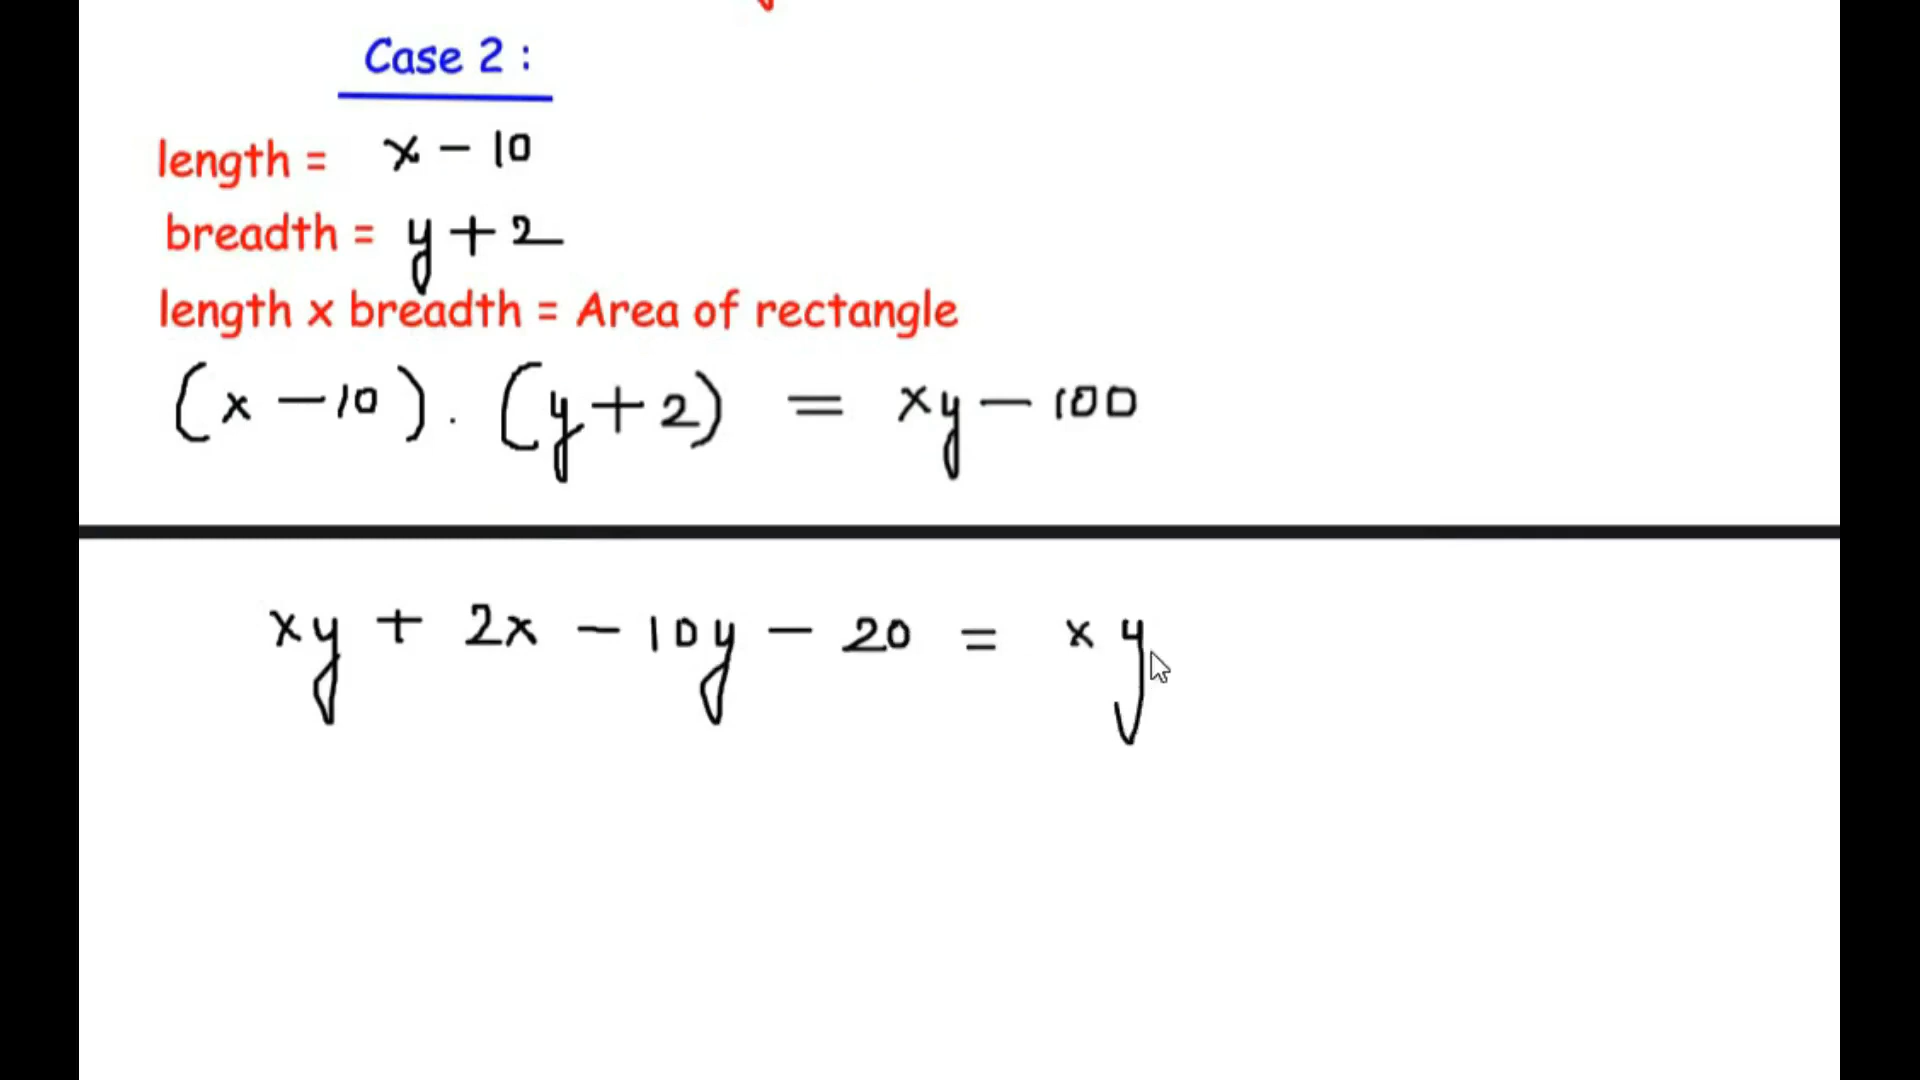 Case 2 :
length = x - 10
breadth = y + 2
length x breadth = Area of rectangle
(x - 10) . (y + 2) = xy - 100
xy + 2x - 10y - 20 = xy